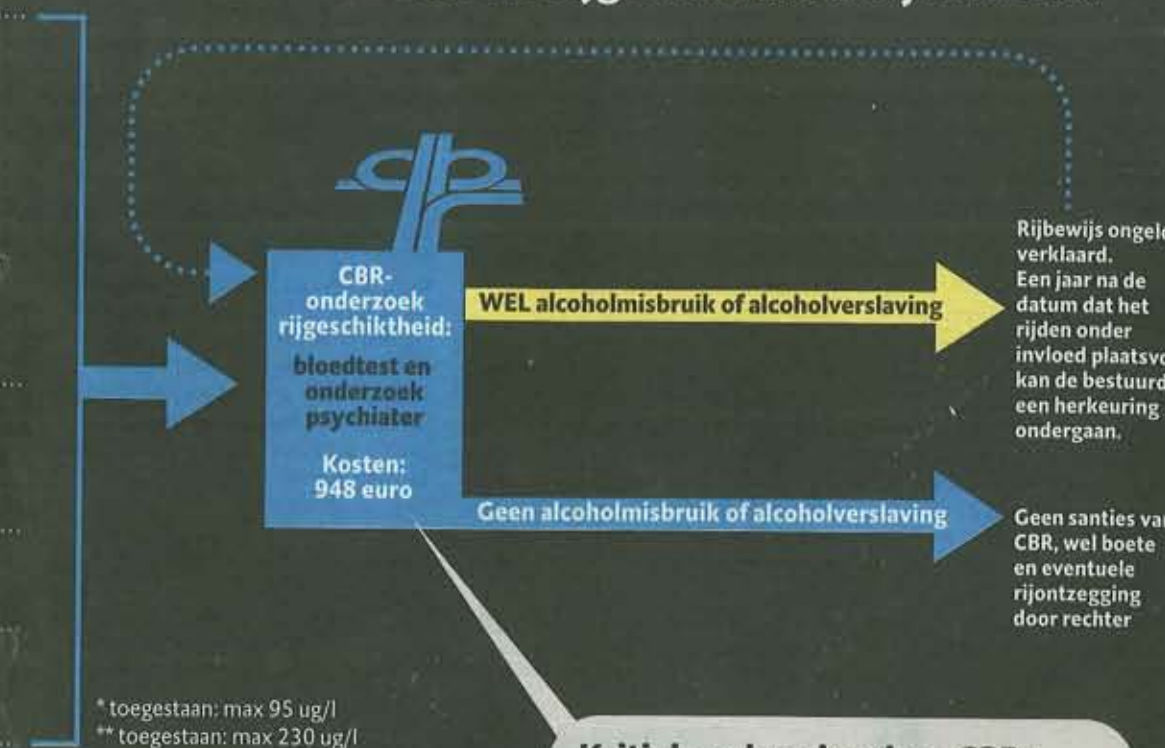 CBR-
onderzoek
rijgeschiktheid:
bloedtest en
onderzoek
psychiater
Kosten:
948 euro
WEL alcoholmisbruik of alcoholverslaving
Rijbewijs
verklaard.
Een jaar na de
datum dat het
rijden onder
invloed
kan de
een herkeuring
ondergaan.
Geen alcoholmisbruik of alcoholverslaving
Geen santies
CBR, wel boete
en eventuele
rijontzegging
door rechter
* toegestaan: max 95 ug/l
** toegestaan: max 230 ug/l